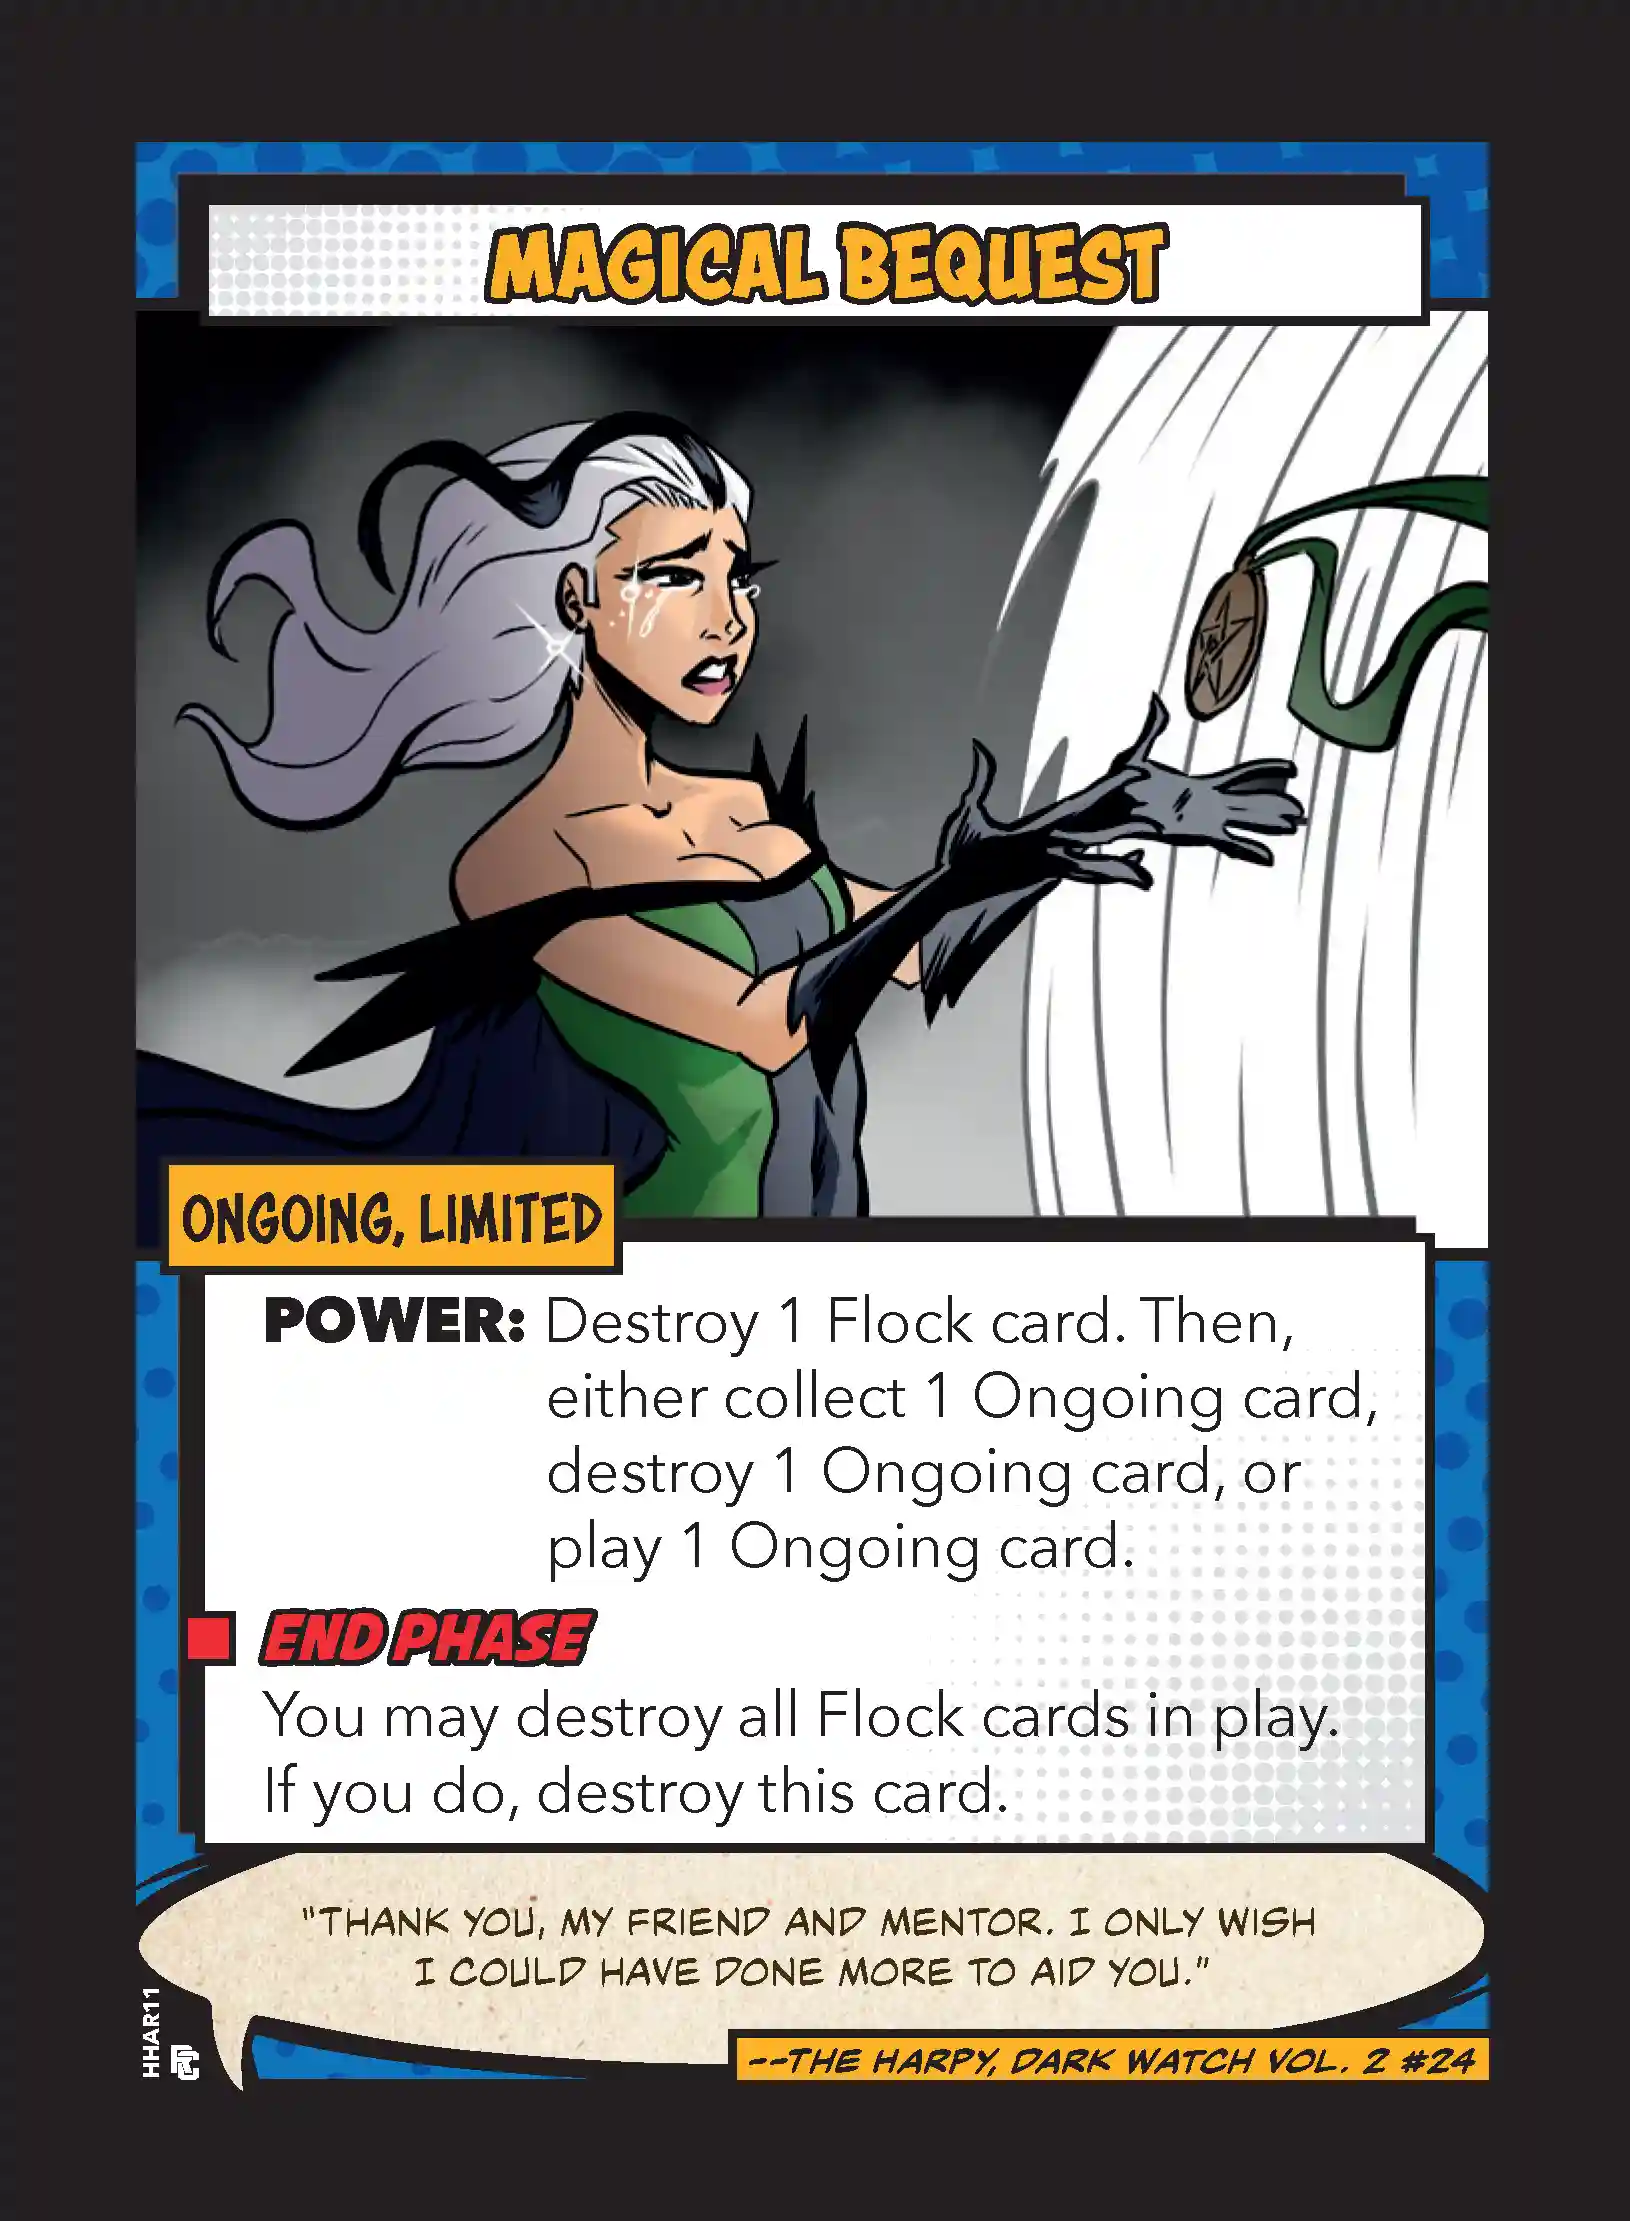 MAGICAL BEQUEST
ONGOING, LIMITED
POWER: Destroy 1 Flock card. Then,
either collect 1 Ongoing card,
destroy 1 Ongoing card, or
play 1 Ongoing card.
END PHASE
You may destroy all Flock cards in play.
If you do, destroy this card.
"THANK YOU, MY FRIEND AND MENTOR. I ONLY WISH
I COULD HAVE DONE MORE TO AID YOU."
--THE HARPY, DARK WATCH VOL. 2 #24
HHAR11